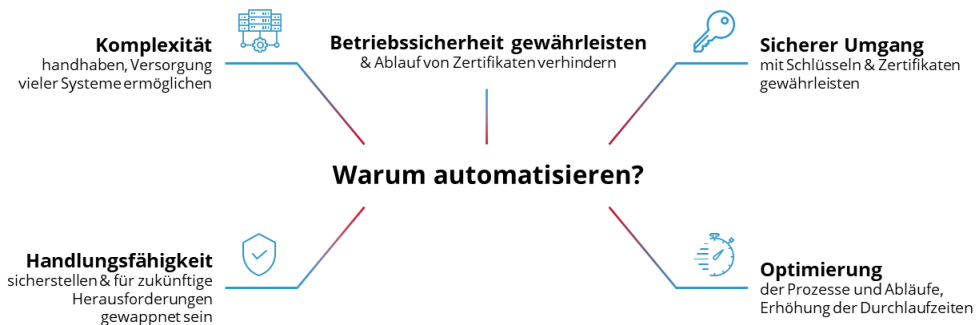 Komplexität
handhaben, Versorgung
vieler Systeme ermöglichen
Betriebssicherheit gewährleisten
& Ablauf von Zertifikaten verhindern
Sicherer Umgang
mit Schlüsseln & Zertifikaten
gewährleisten
Warum automatisieren?
Handlungsfähigkeit
sicherstellen & für zukünftige
Herausforderungen
gewappnet sein
Optimierung
der Prozesse und Abläufe,
Erhöhung der Durchlaufzeiten